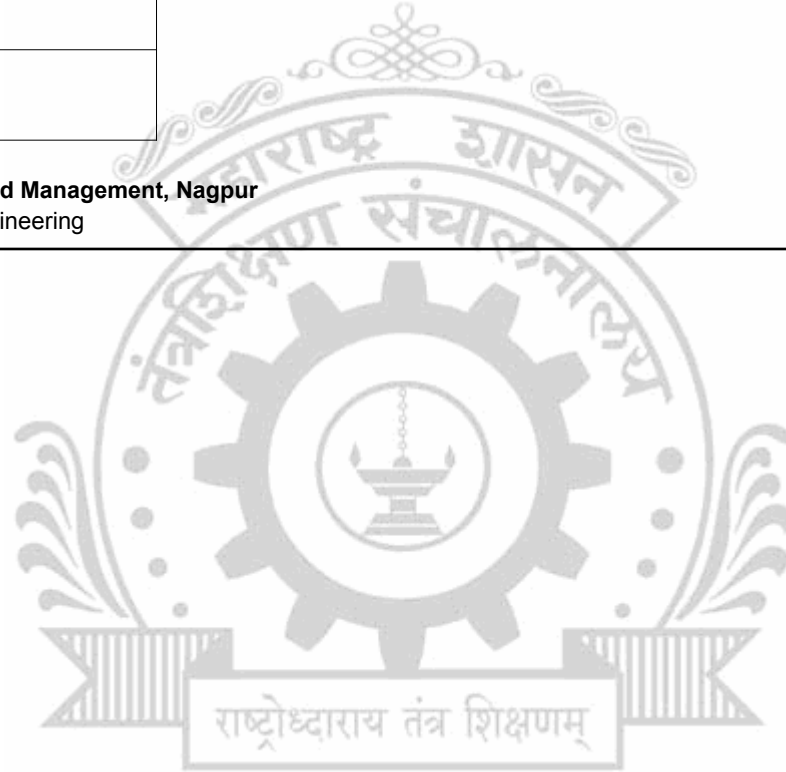 महाराष्ट्र शासन
d Management, Nagpur
ineering
तंत्रशिक्षण संचालनालय
राष्ट्रोध्दाराय तंत्र शिक्षणम्